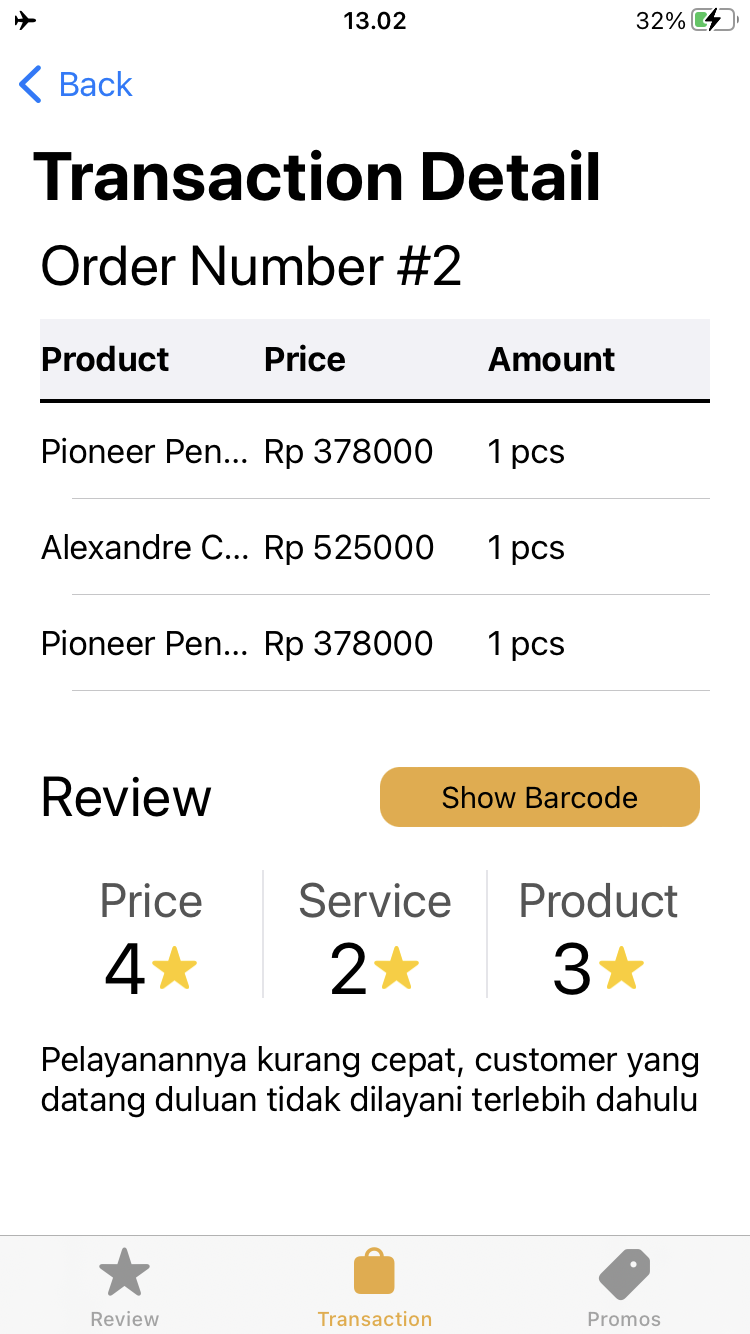 13.02 32%
Back
Transaction Detail
Order Number #2
Product Price Amount
Pioneer Pen... Rp 378000 1 pcs
Alexandre C... Rp 525000 1 pcs
Pioneer Pen... Rp 378000 1 pcs
Review Show Barcode
Price Service Product
4 2 3
Pelayanannya kurang cepat, customer yang
datang duluan tidak dilayani terlebih dahulu
Review Transaction Promos